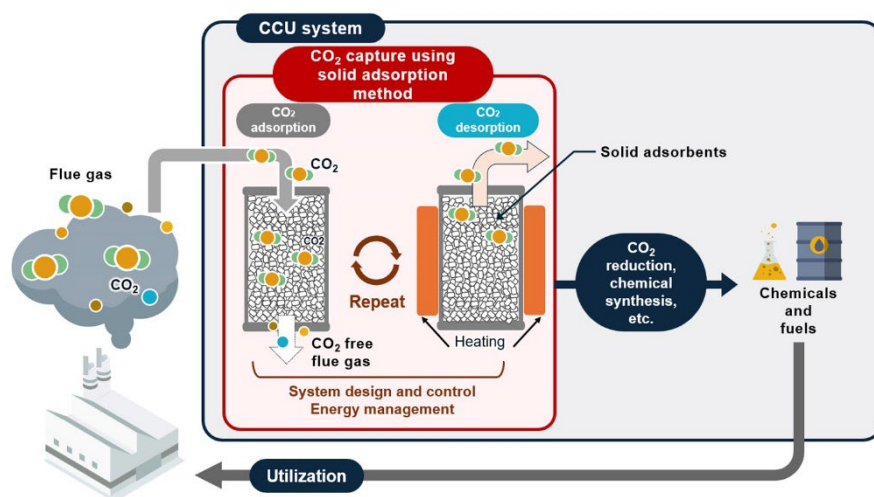 CCU system
CO₂ capture using
solid adsorption
method
CO₂
adsorption
CO₂
desorption
Flue gas
CO₂
Solid adsorbents
CO₂
CO₂
CO₂
reduction,
chemical
synthesis,
etc.
Repeat
Chemicals
and
fuels
CO₂ free
flue gas
Heating
System design and control
Energy management
Utilization